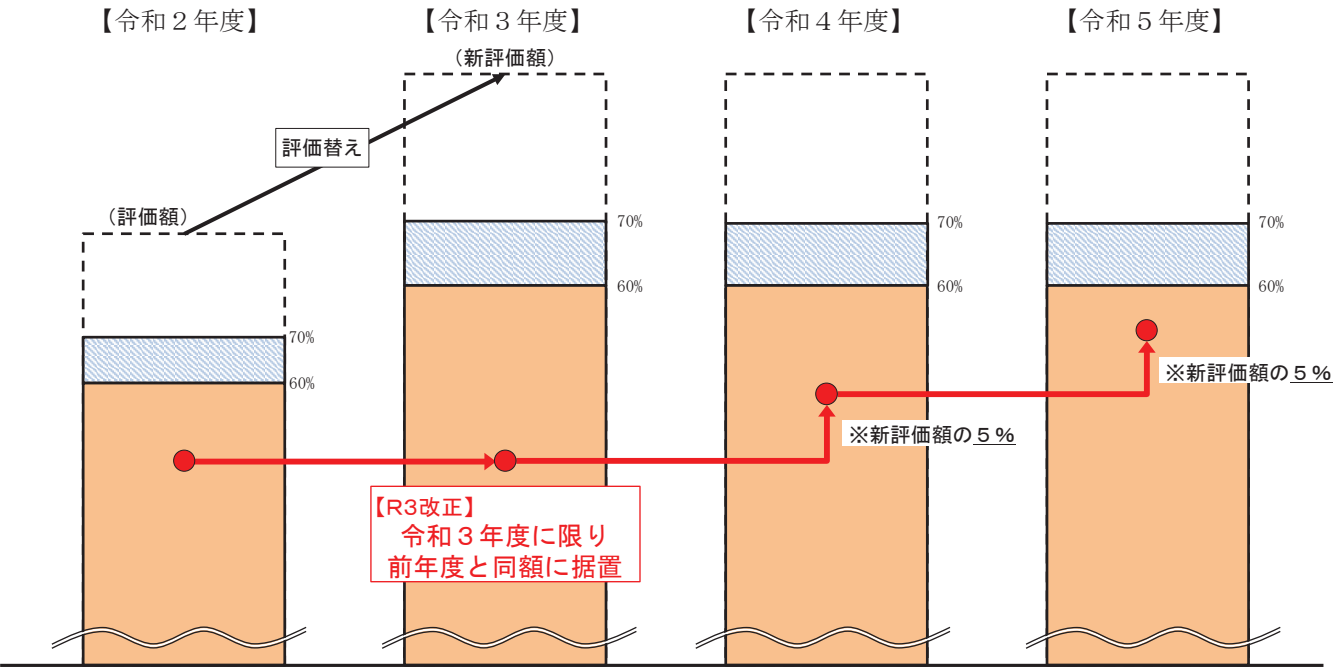 【令和２年度】
【令和３年度】
【令和４年度】
【令和５年度】
（新評価額）
評価替え
（評価額）
70%
60%
70%
60%
70%
60%
70%
60%
※新評価額の５％
※新評価額の５％
【R3改正】
令和３年度に限り
前年度と同額に据置